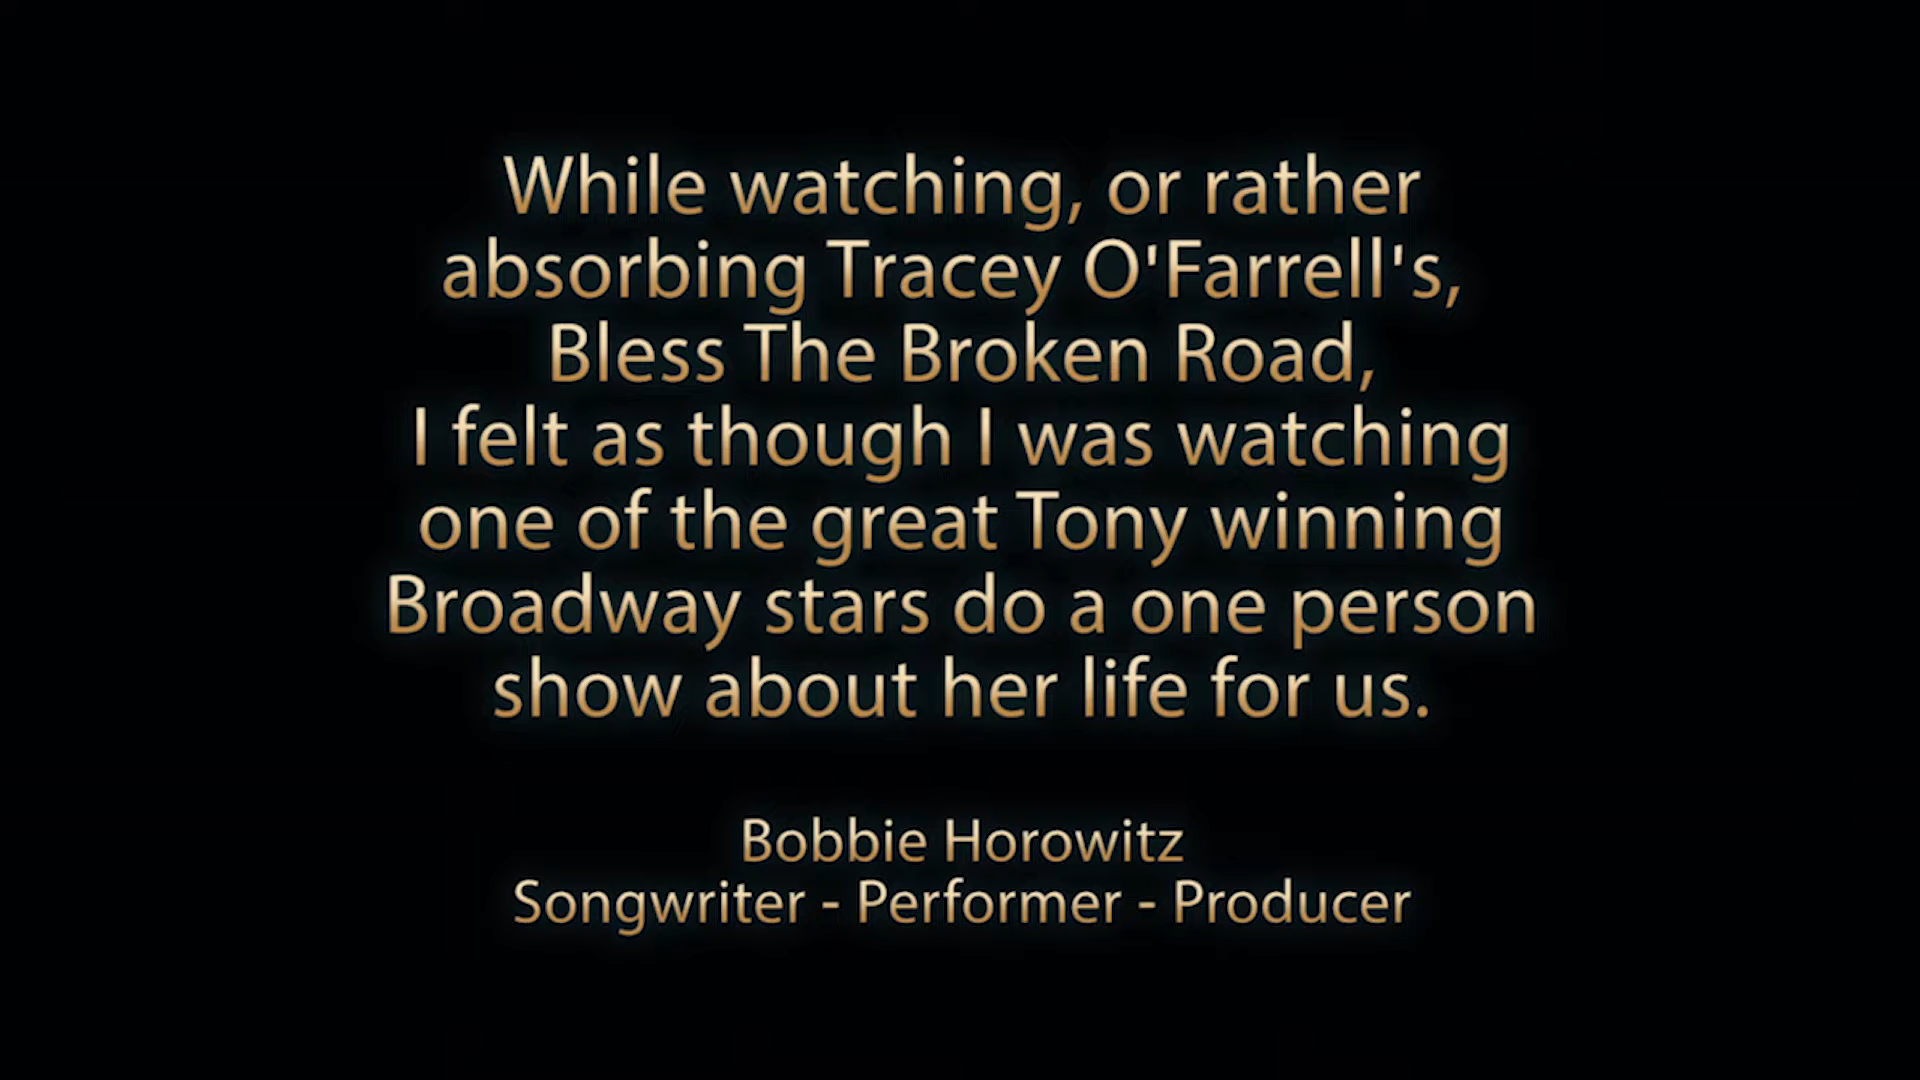 While watching, or rather
absorbing Tracey O'Farrell's,
Bless The Broken Road,
I felt as though I was watching
one of the great Tony winning
Broadway stars do a one person
show about her life for us.
Bobbie Horowitz
Songwriter - Performer - Producer